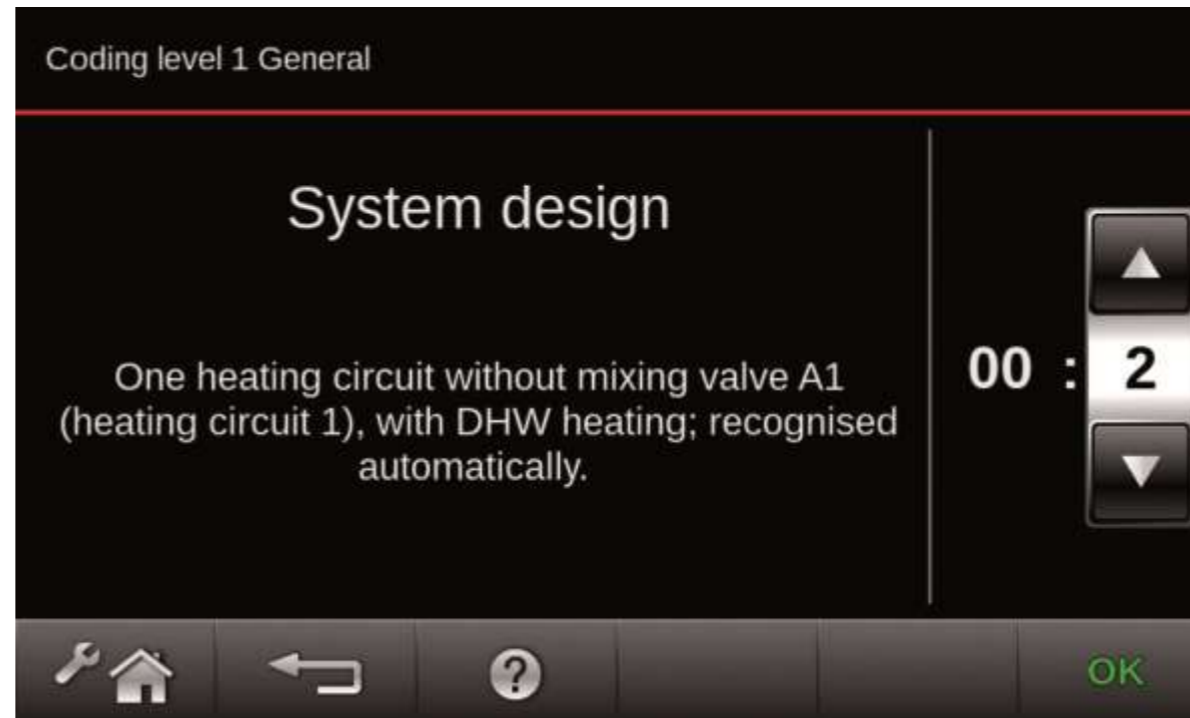 Coding level 1 General
System design
One heating circuit without mixing valve A1
(heating circuit 1), with DHW heating; recognised
automatically.
00 : 2
?
OK